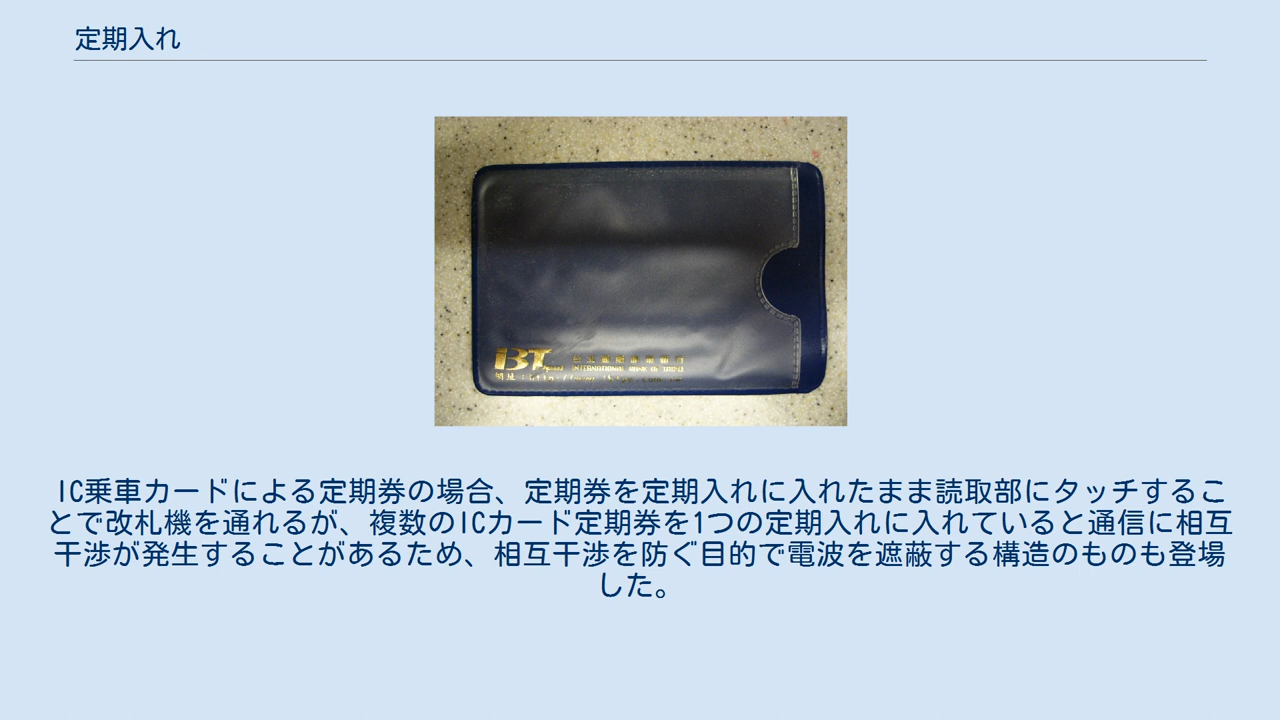 定期入れ
INTERNATIONAL BANK OF TAIPEI
IC乗車カードによる定期券の場合、定期券を定期入れに入れたまま読取部にタッチするこ
とで改札機を通れるが、複数のICカード定期券を1つの定期入れに入れていると通信に相互
干渉が発生することがあるため、相互干渉を防ぐ目的で電波を遮蔽する構造のものも登場
した。